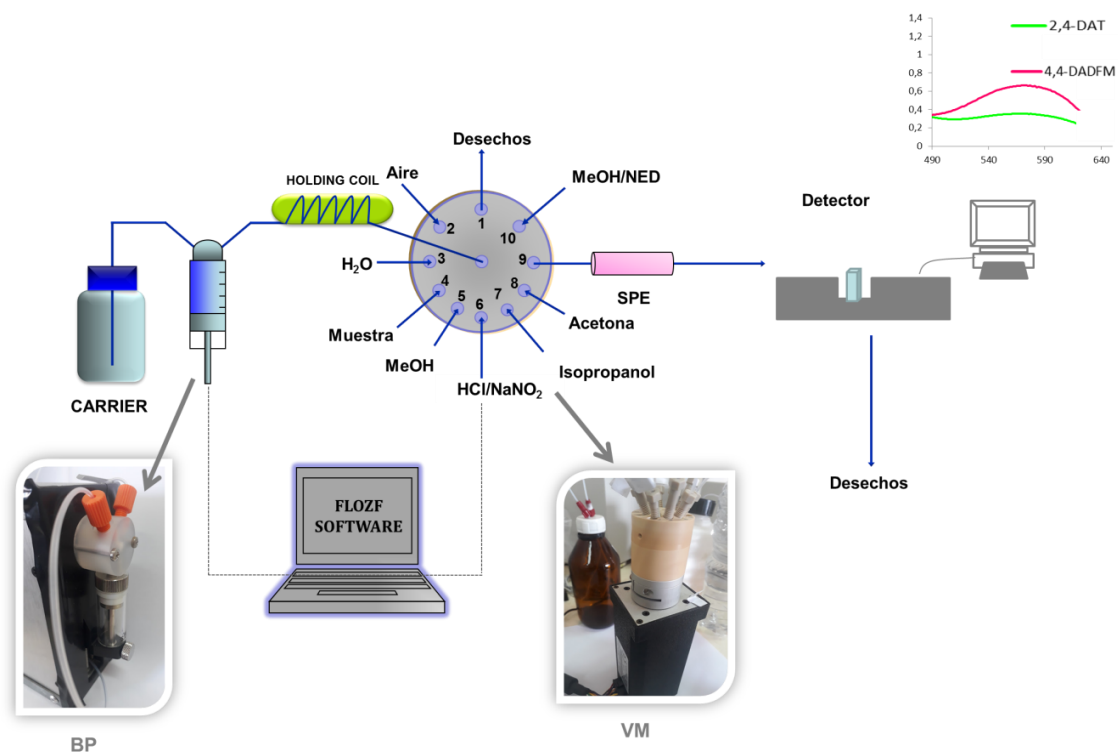 1,4
1,2
1
0,8
0,6
0,4
0,2
0
490
540
590
640
2,4-DAT
4,4-DADFM
Desechos
Aire
HOLDING COIL
MeOH/NED
Detector
1
2
10
H₂O
3
9
4
8
5
6
7
SPE
Muestra
Acetona
MeOH
Isopropanol
HCl/NaNO₂
CARRIER
Desechos
FLOZF
SOFTWARE
BP
VM